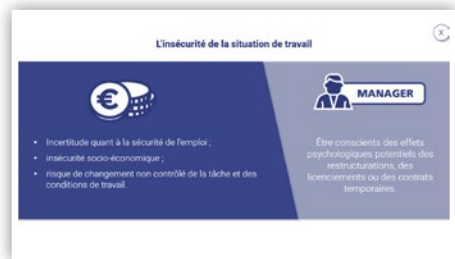 L'insécurité de la situation de travail
X
€
MANAGER
• Incertitude quant à la sécurité de l'emploi ;
• insécurité socio-économique ;
• risque de changement non contrôlé de la tâche et des
conditions de travail.
Être conscients des effets
psychologiques potentiels des
restructurations, des
licenciements ou des contrats
temporaires.